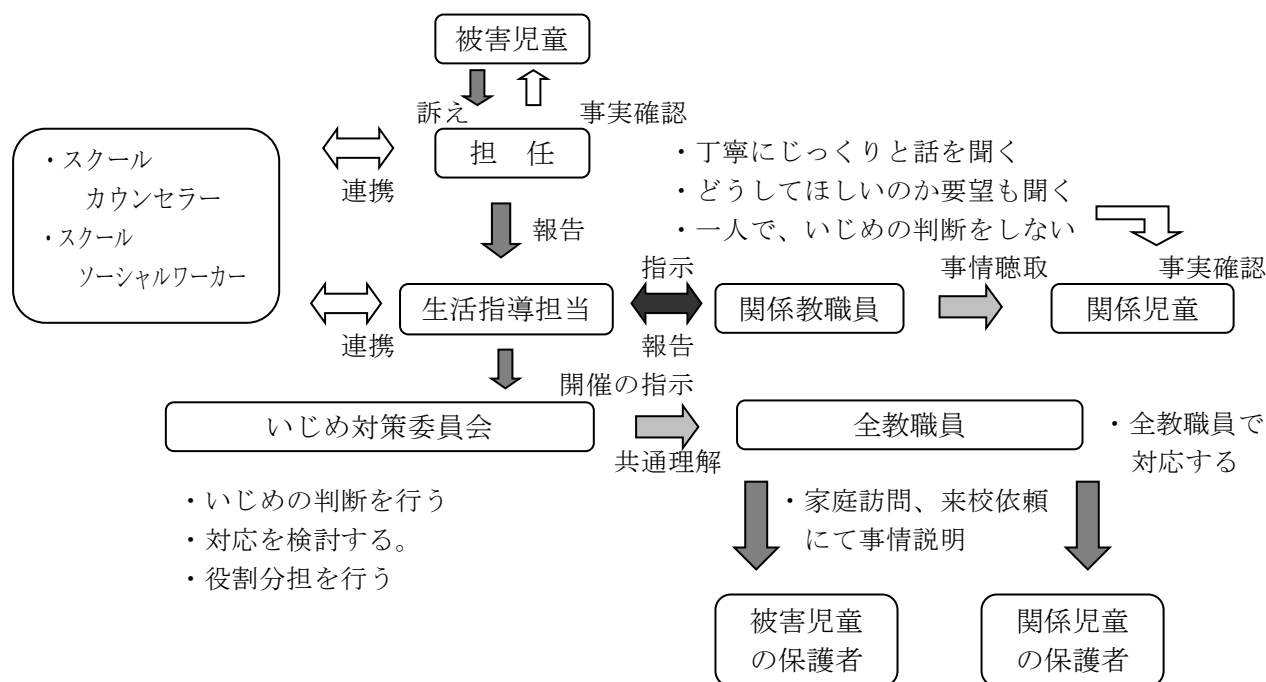 被害児童
訴え
事実確認
担　任
・スクール
カウンセラー
・スクール
ソーシャルワーカー
連携
・丁寧にじっくりと話を聞く
・どうしてほしいのか要望も聞く
・一人で、いじめの判断をしない
報告
指示
事情聴取
事実確認
生活指導担当
関係教職員
関係児童
連携
報告
開催の指示
いじめ対策委員会
全教職員
・全教職員で
対応する
共通理解
・いじめの判断を行う
・対応を検討する。
・役割分担を行う
・家庭訪問、来校依頼
にて事情説明
被害児童
の保護者
関係児童
の保護者